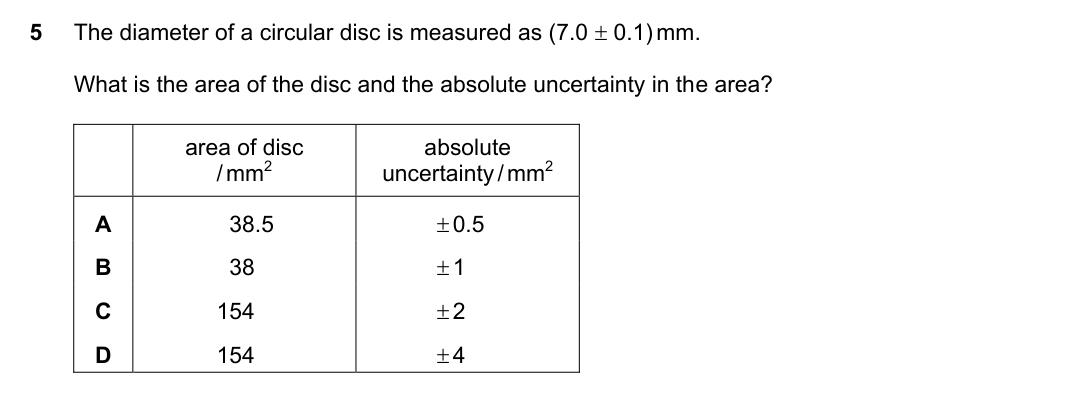 5 The diameter of a circular disc is measured as (7.0 ± 0.1) mm.
What is the area of the disc and the absolute uncertainty in the area?
area of disc / mm² absolute uncertainty / mm²
A 38.5 ±0.5
B 38 ±1
C 154 ±2
D 154 ±4